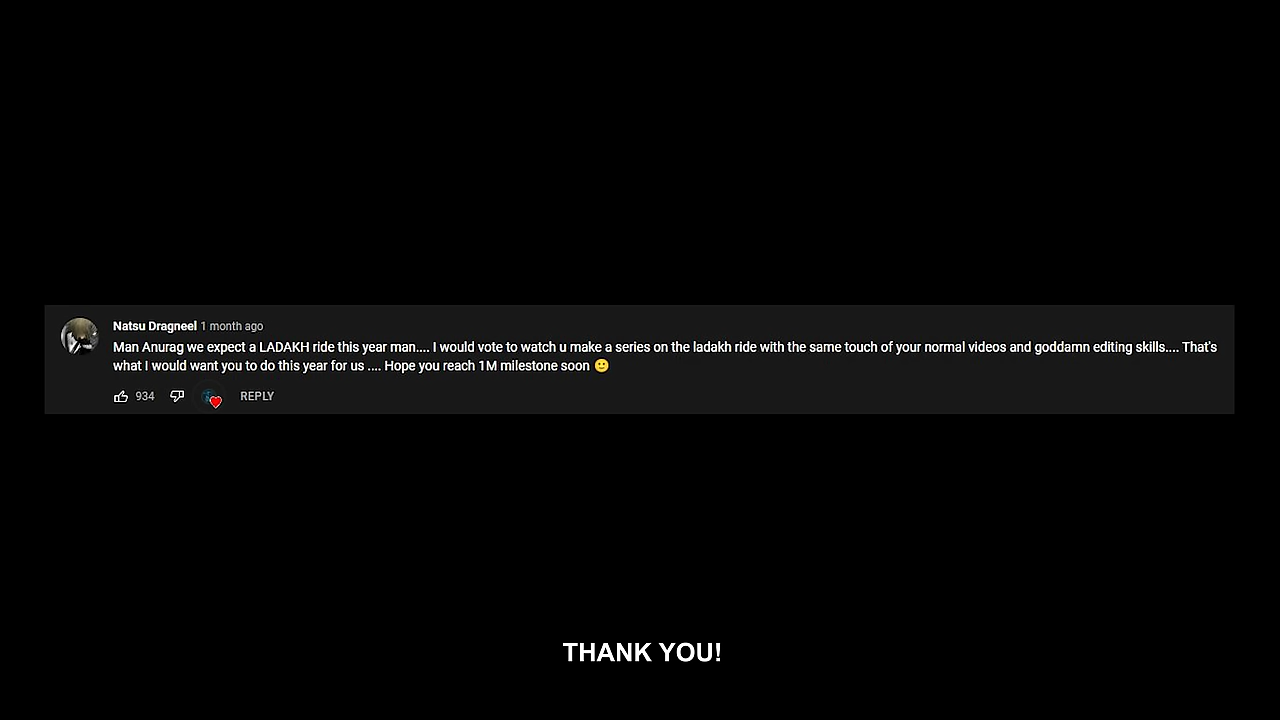 Natsu Dragneel 1 month ago
Man Anurag we expect a LADAKH ride this year man.... I would vote to watch u make a series on the ladakh ride with the same touch of your normal videos and goddamn editing skills.... That's
what I would want you to do this year for us .... Hope you reach 1M milestone soon 🙂
934 REPLY
THANK YOU!